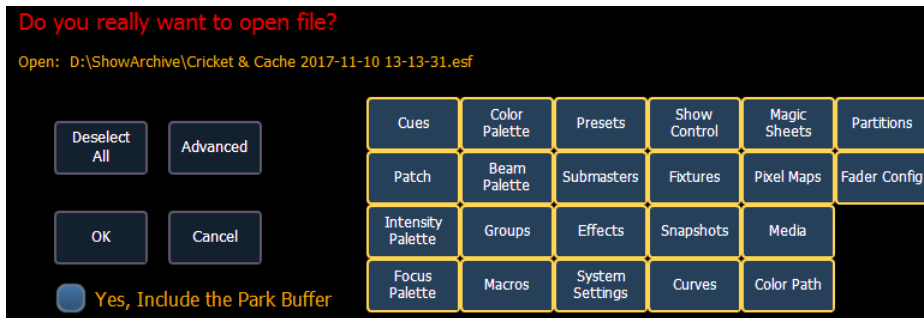 Do you really want to open file?
Open: D:\ShowArchive\Cricket & Cache 2017-11-10 13-13-31.esf
Deselect
All
Advanced
OK
Cancel
Yes, Include the Park Buffer
Cues
Color
Palette
Presets
Show
Control
Magic
Sheets
Partitions
Patch
Beam
Palette
Submasters
Fixtures
Pixel Maps
Fader Config
Intensity
Palette
Groups
Effects
Snapshots
Media
Focus
Palette
Macros
System
Settings
Curves
Color Path